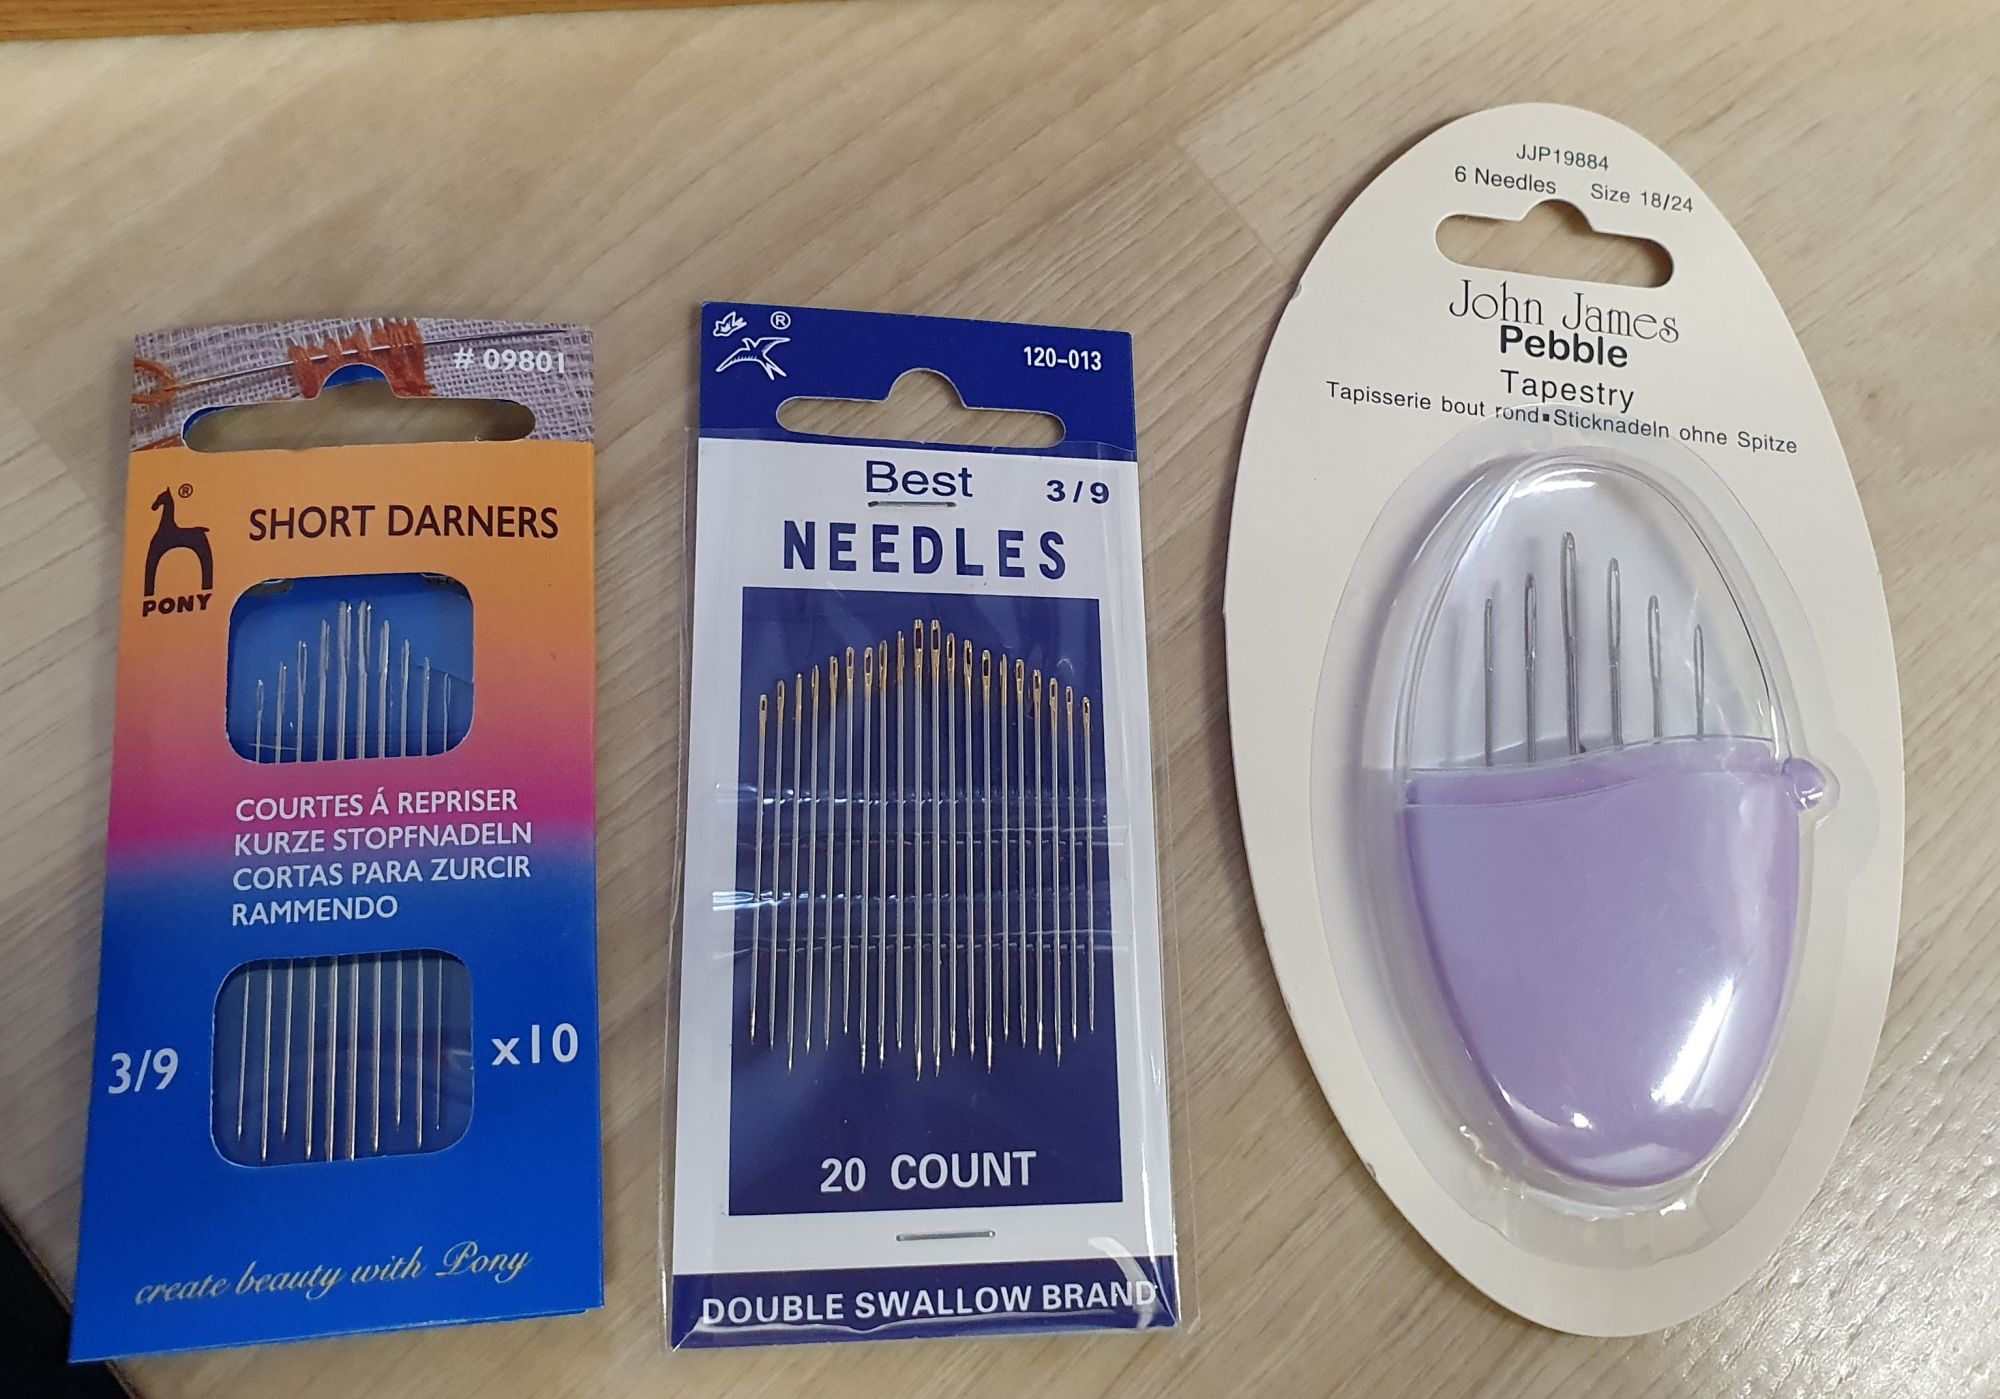 # 09801
®
SHORT DARNERS
PONY
COURTES Á REPRISER
KURZE STOPFNADELN
CORTAS PARA ZURCIR
RAMMENDO
3/9
x10
create beauty with Pony
®
120-013
Best 3/9
NEEDLES
20 COUNT
DOUBLE SWALLOW BRAND
JJP19884
6 Needles Size 18/24
John James
Pebble
Tapestry
Tapisserie bout rond▪Sticknadeln ohne Spitze